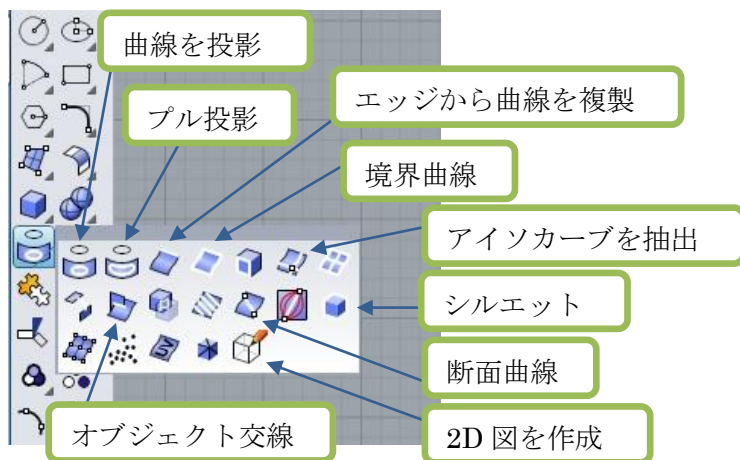 曲線を投影
エッジから曲線を複製
プル投影
境界曲線
アイソカーブを抽出
シルエット
断面曲線
オブジェクト交線
2D 図を作成